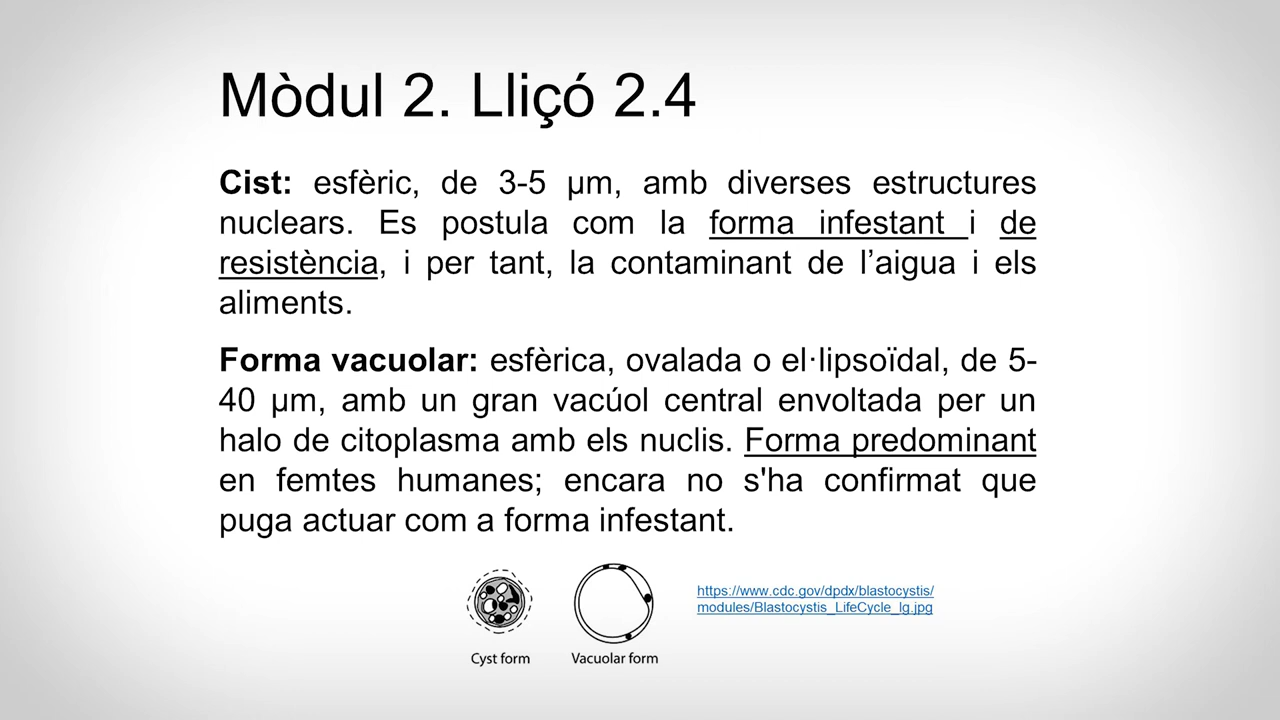 Mòdul 2. Lliçó 2.4
Cist: esfèric, de 3-5 µm, amb diverses estructures
nuclears. Es postula com la forma infestant i de
resistència, i per tant, la contaminant de l’aigua i els
aliments.
Forma vacuolar: esfèrica, ovalada o el·lipsoïdal, de 5-
40 µm, amb un gran vacúol central envoltada per un
halo de citoplasma amb els nuclis. Forma predominant
en femtes humanes; encara no s'ha confirmat que
puga actuar com a forma infestant.
https://www.cdc.gov/dpdx/blastocystis/
modules/Blastocystis_LifeCycle_lg.jpg
Cyst form
Vacuolar form